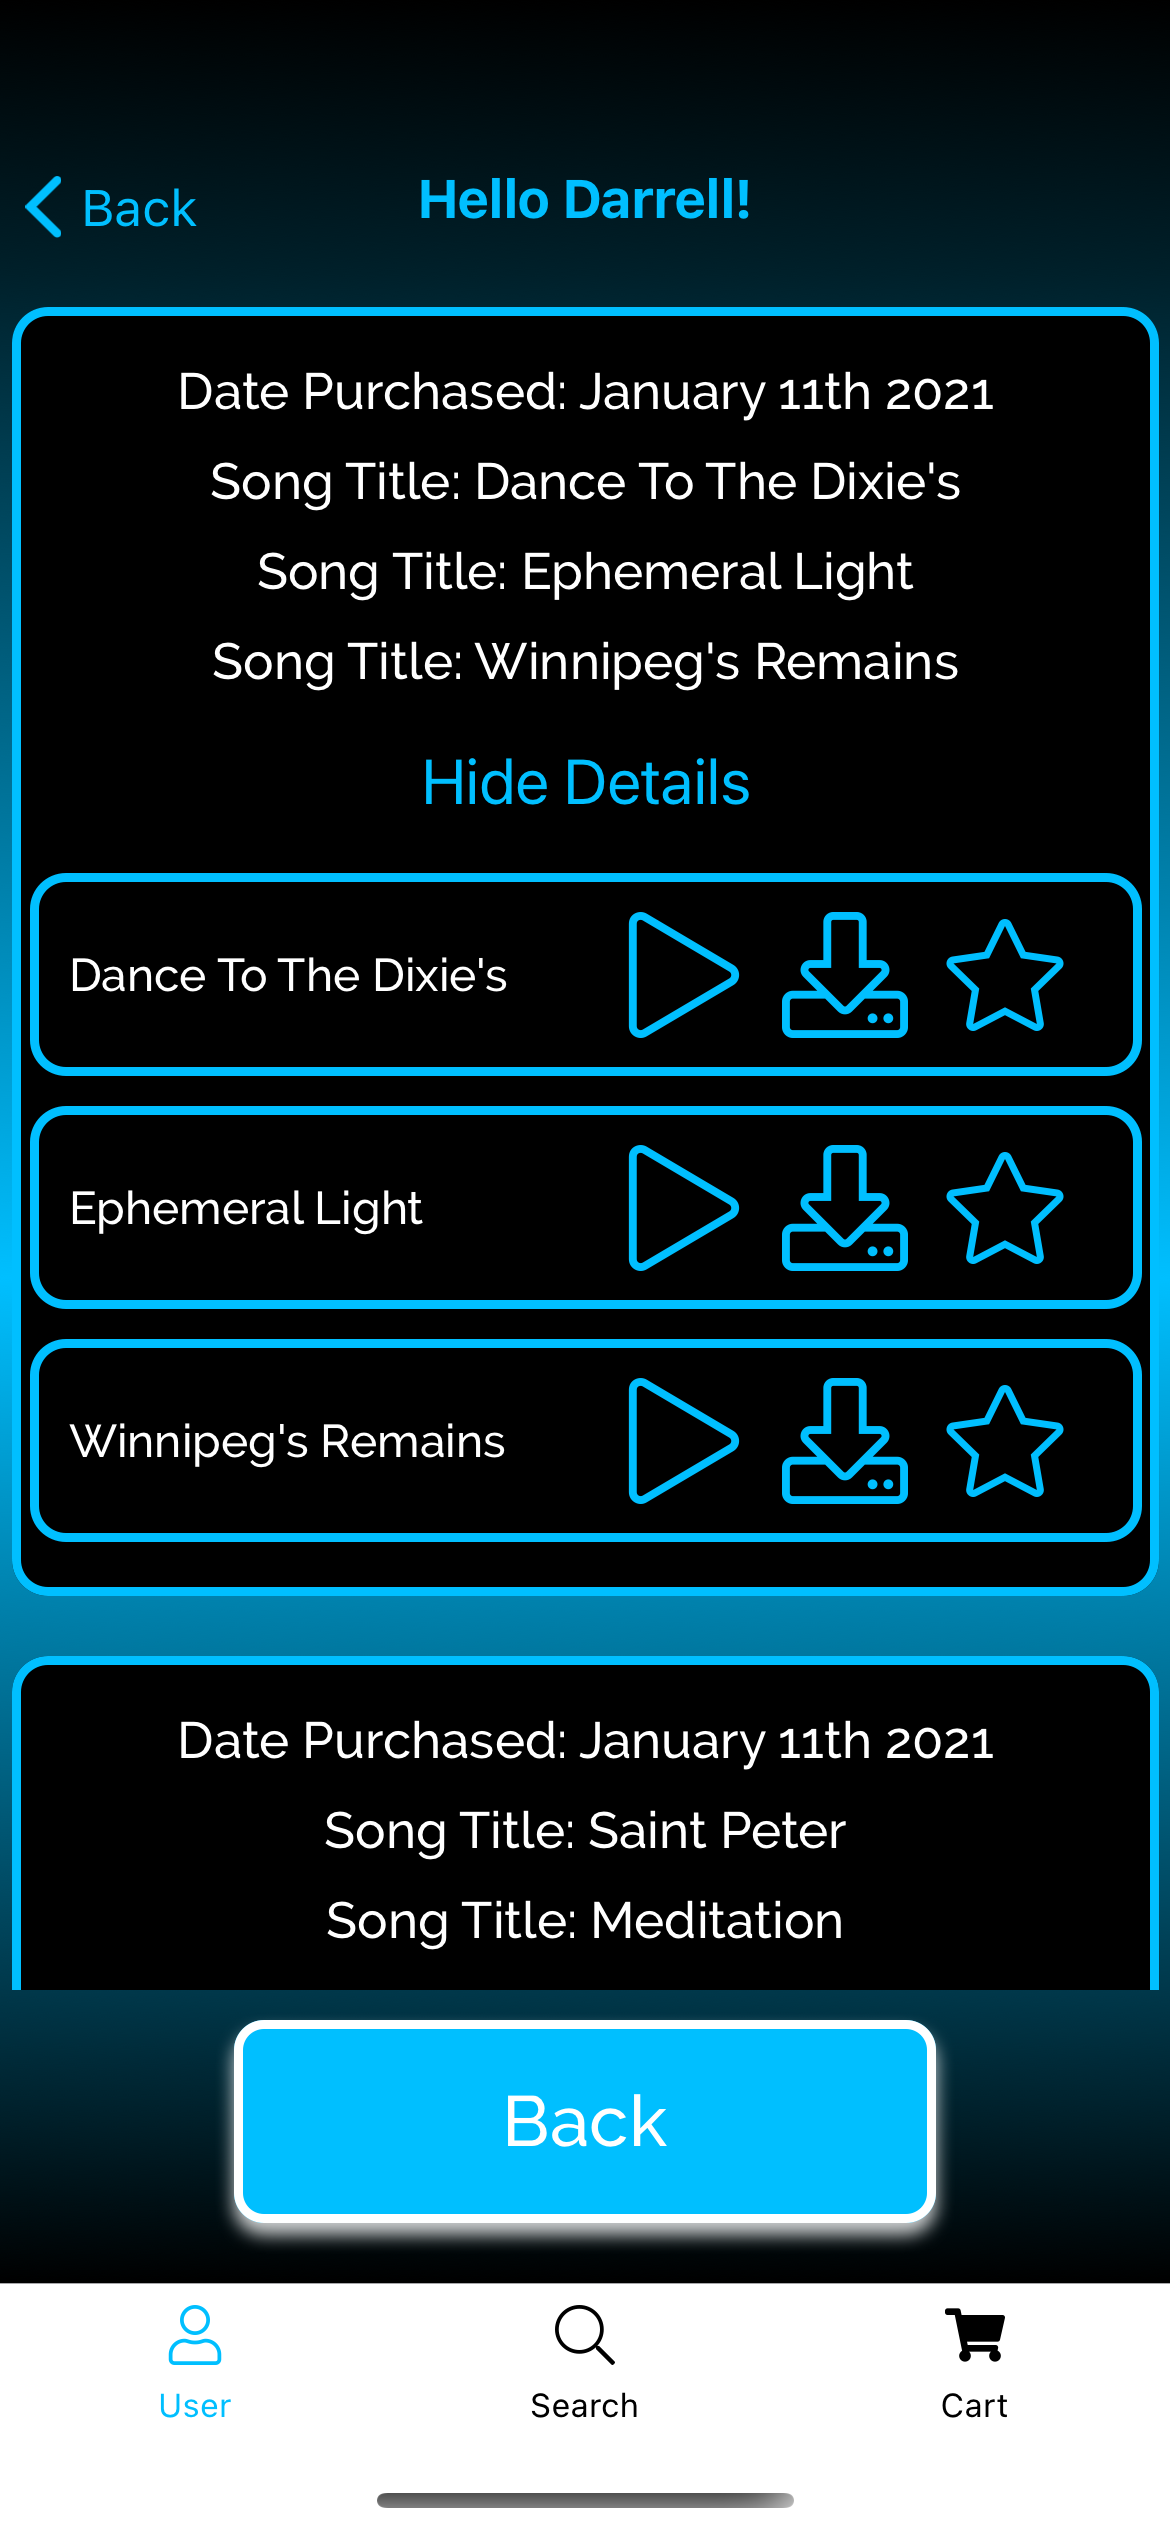 Back
Hello Darrell!
Date Purchased: January 11th 2021
Song Title: Dance To The Dixie's
Song Title: Ephemeral Light
Song Title: Winnipeg's Remains
Hide Details
Dance To The Dixie's
Ephemeral Light
Winnipeg's Remains
Date Purchased: January 11th 2021
Song Title: Saint Peter
Song Title: Meditation
Back
User
Search
Cart